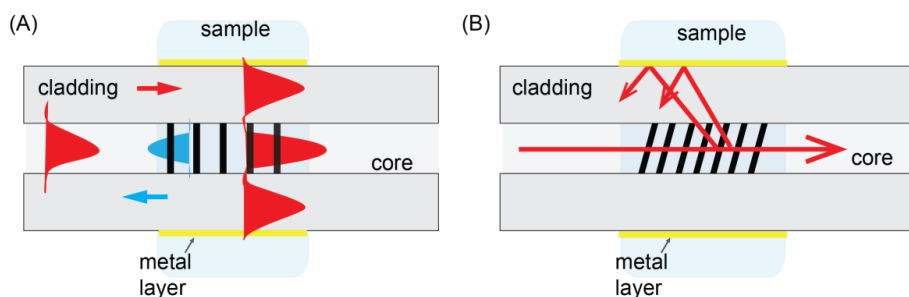 (A)
sample
cladding
core
metal
layer
(B)
sample
cladding
core
metal
layer